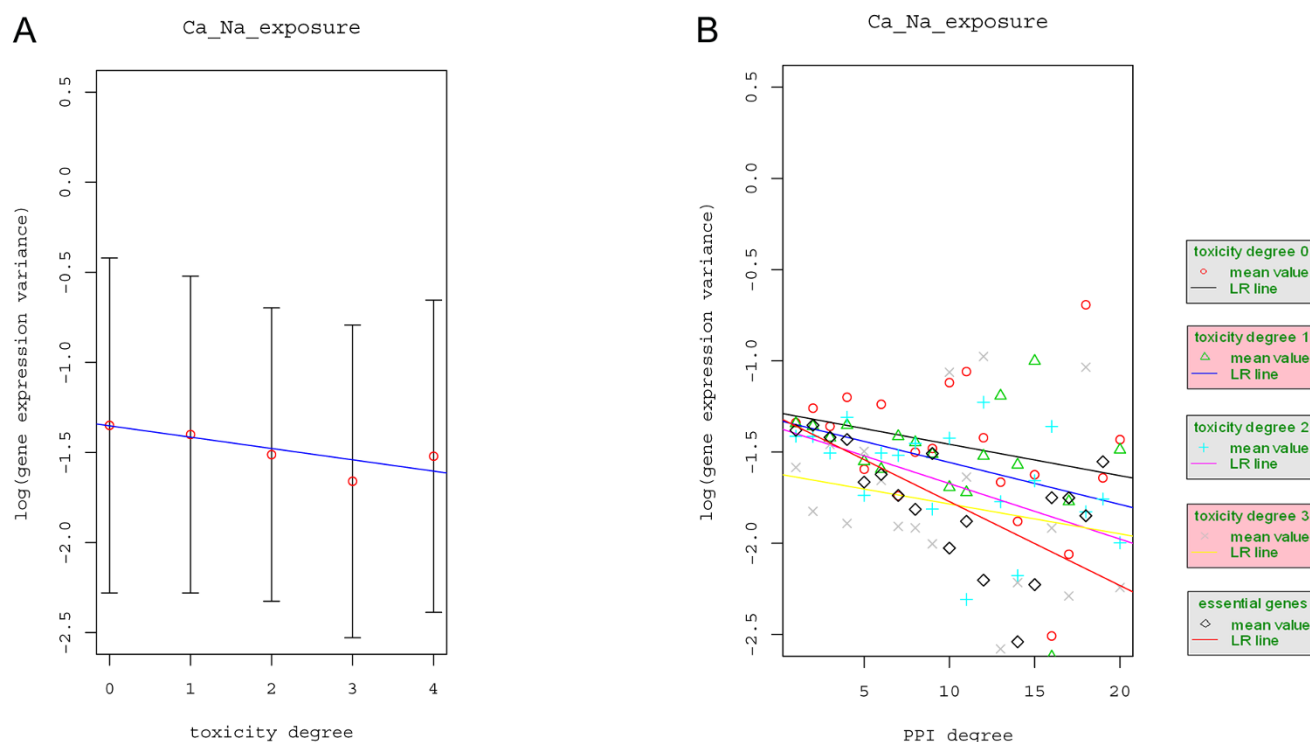 A
Ca_Na_exposure
log(gene expression variance)
0.5
0.0
-0.5
-1.0
-1.5
-2.0
-2.5
0
1
2
3
4
toxicity degree
B
Ca_Na_exposure
log(gene expression variance)
0.5
0.0
-0.5
-1.0
-1.5
-2.0
-2.5
5
10
15
20
PPI degree
toxicity degree 0
mean value
LR line
toxicity degree 1
mean value
LR line
toxicity degree 2
mean value
LR line
toxicity degree 3
mean value
LR line
essential genes
mean value
LR line